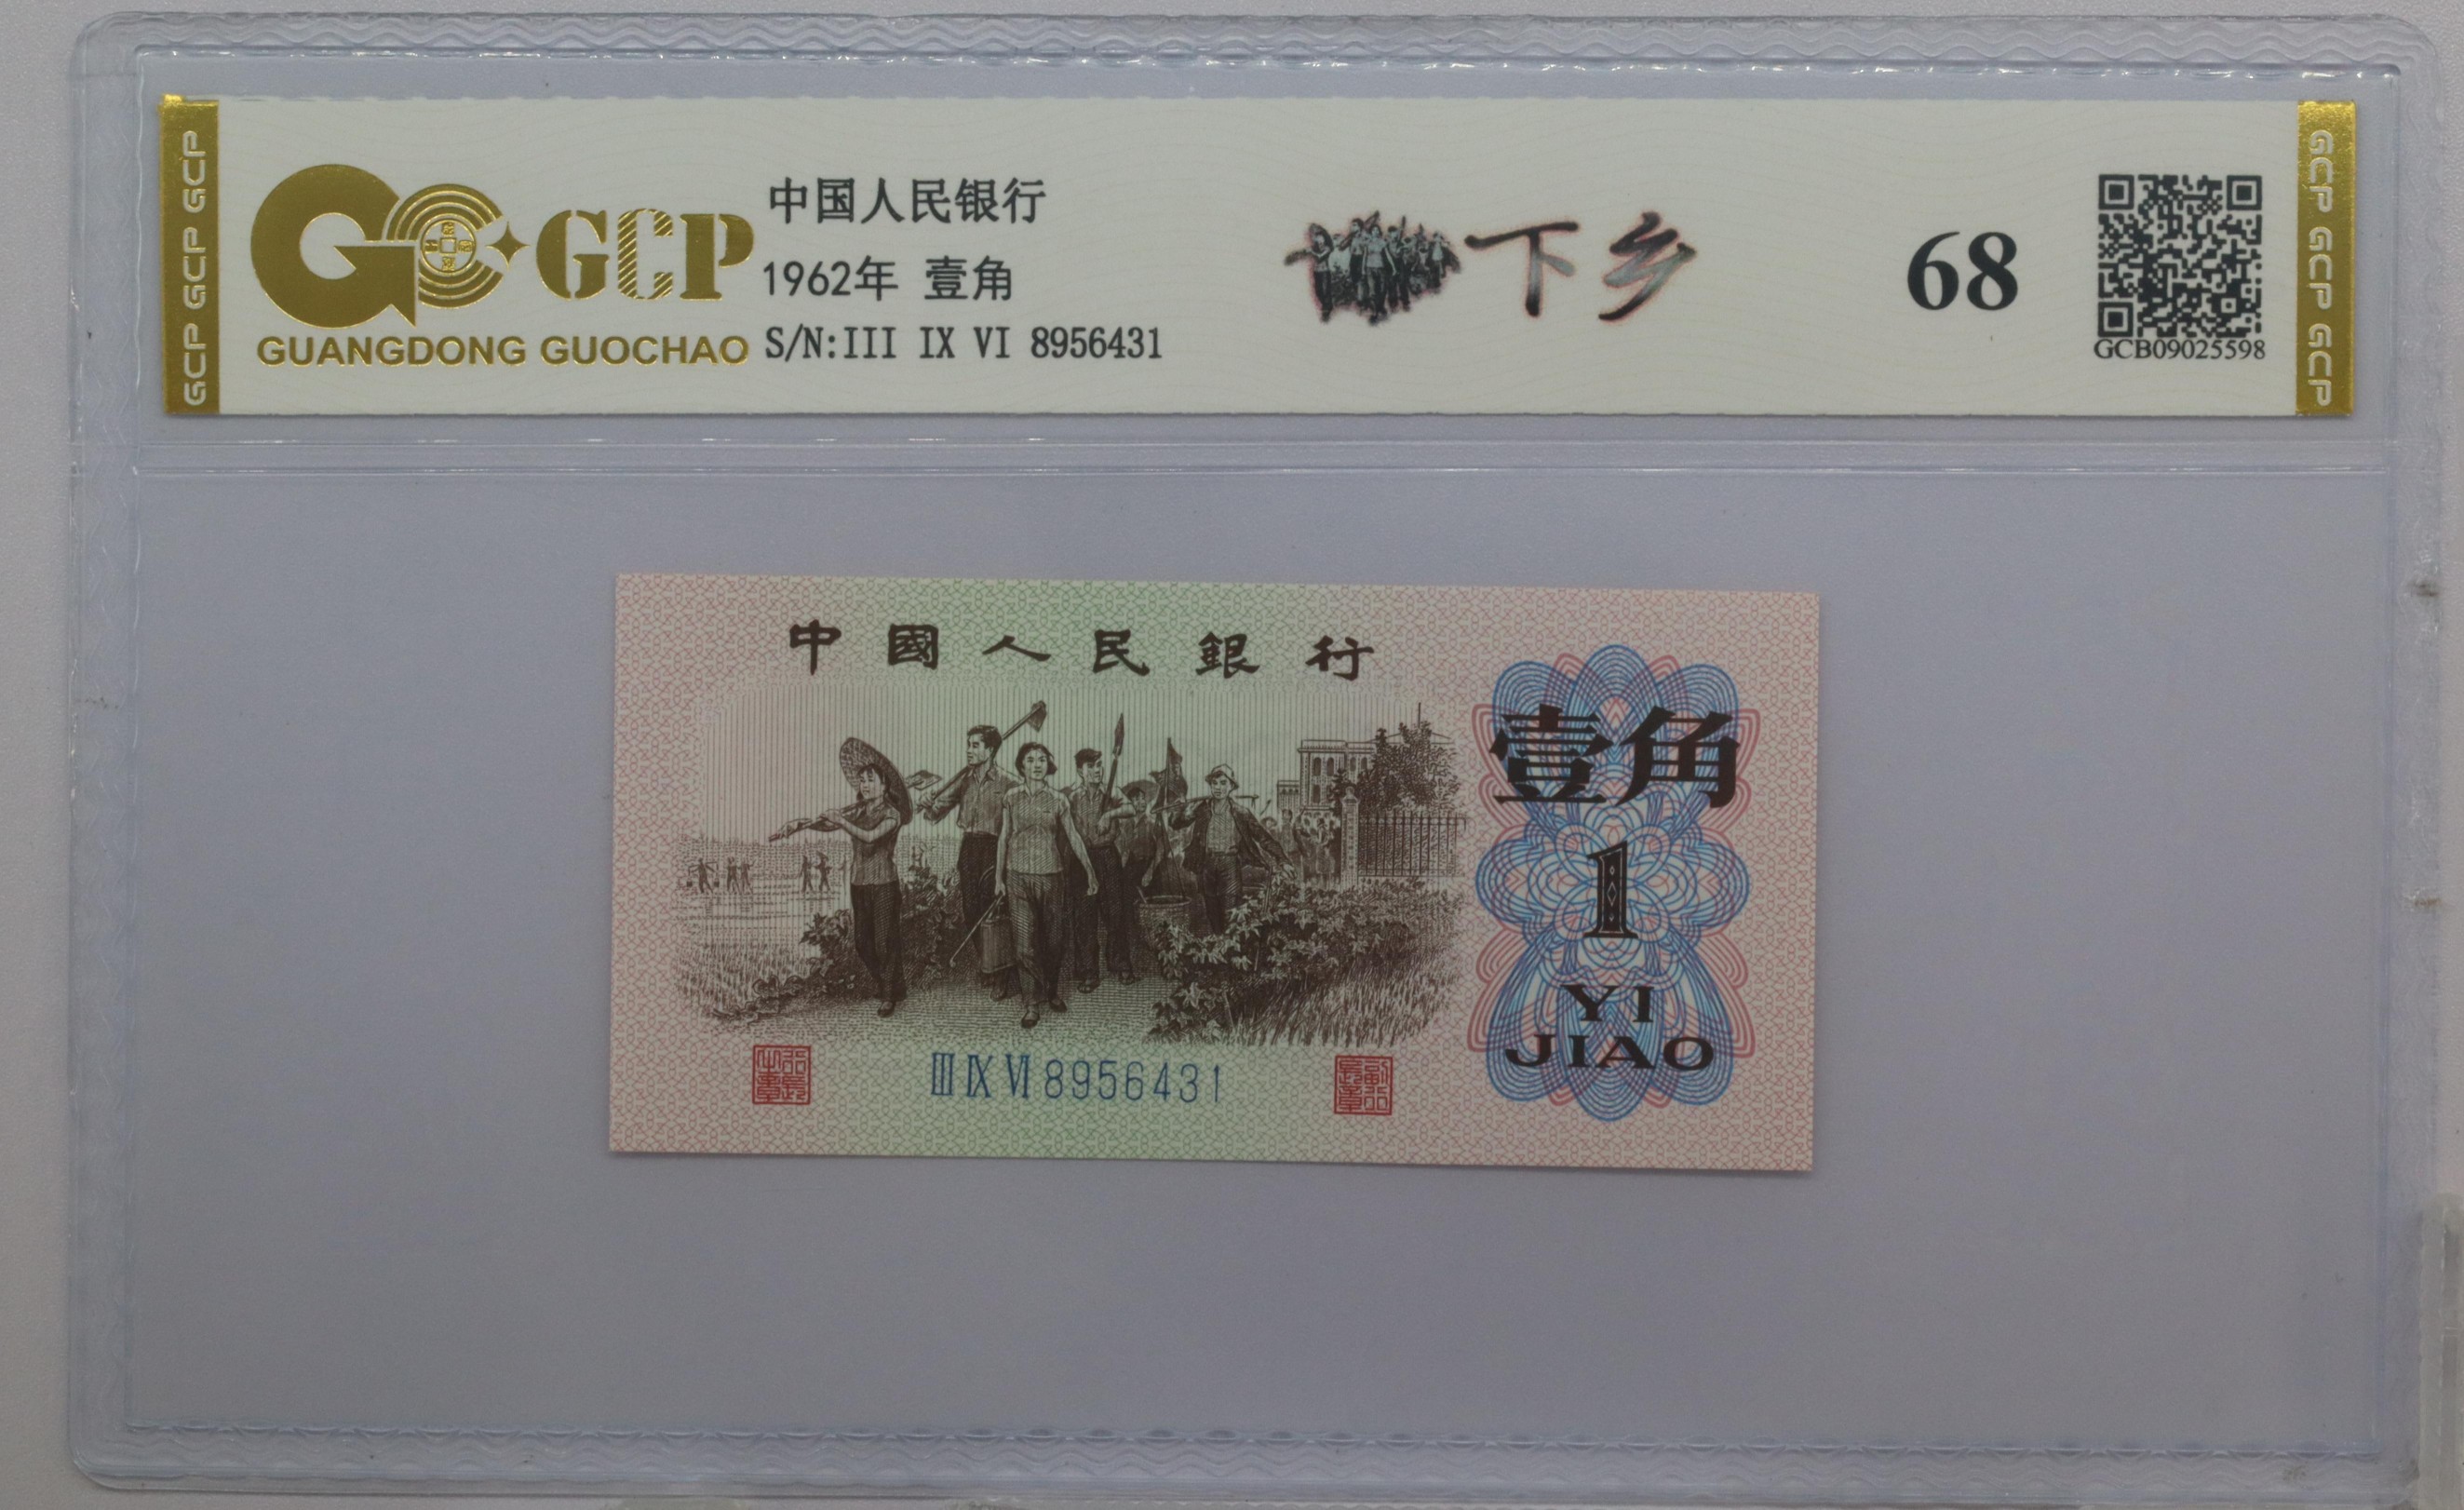 GCP GCP GCP
GCP
GUANGDONG GUOCHAO
中国人民银行
1962年 壹角
S/N:III IX VI 8956431
下乡
68
GCB09025598
GCP GCP GCP
中國人民銀行
壹角
1
YI
JIAO
III IX VI 8956431